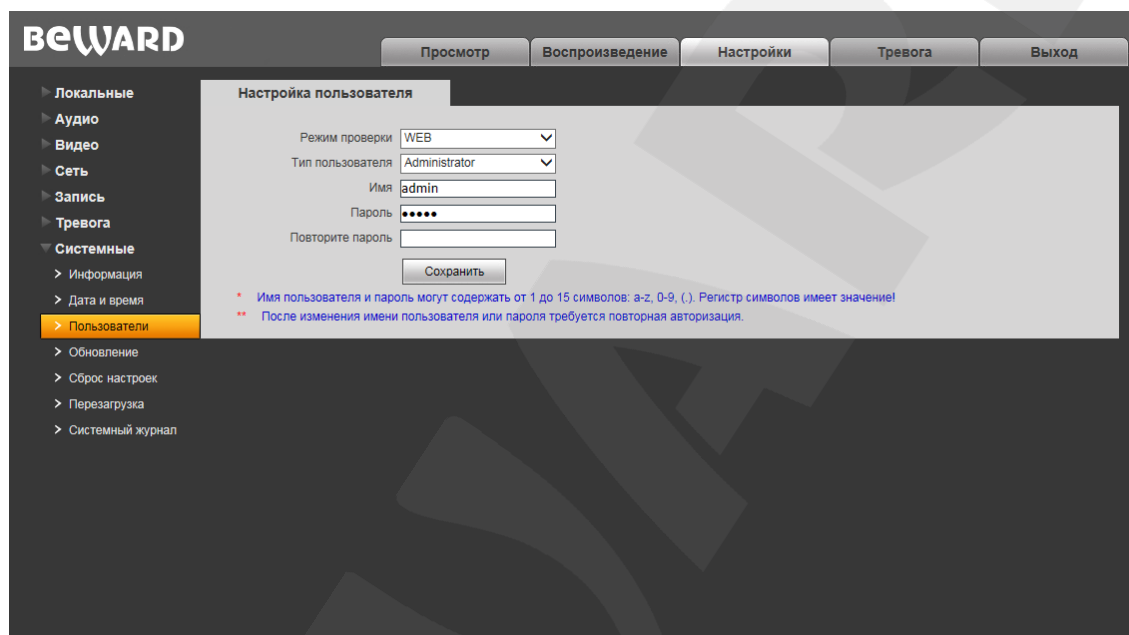 BEWARD
Просмотр
Воспроизведение
Настройки
Тревога
Выход
Локальные
Аудио
Видео
Сеть
Запись
Тревога
Системные
> Информация
> Дата и время
> Пользователи
> Обновление
> Сброс настроек
> Перезагрузка
> Системный журнал
Настройка пользователя
Режим проверки WEB
Тип пользователя Administrator
Имя admin
Пароль •••••
Повторите пароль
Сохранить
* Имя пользователя и пароль могут содержать от 1 до 15 символов: a-z, 0-9, (.). Регистр символов имеет значение!
** После изменения имени пользователя или пароля требуется повторная авторизация.